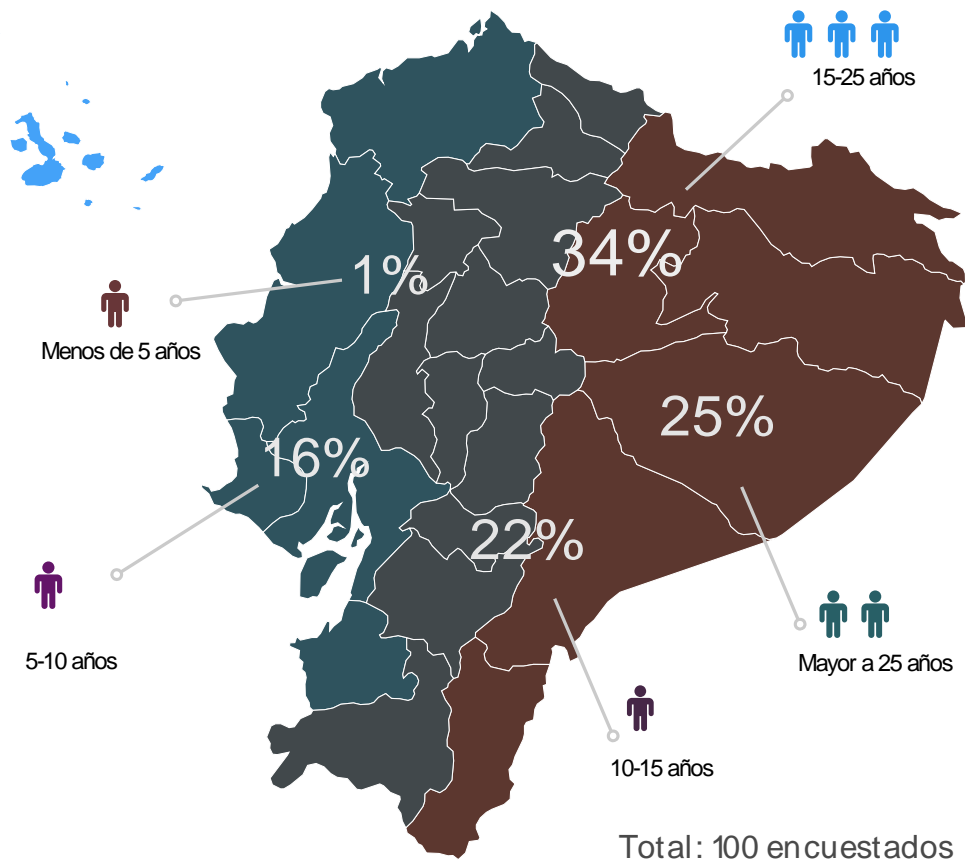 15-25 años
34%
1%
Menos de 5 años
25%
16%
22%
5-10 años
Mayor a 25 años
10-15 años
Total: 100 encuestados